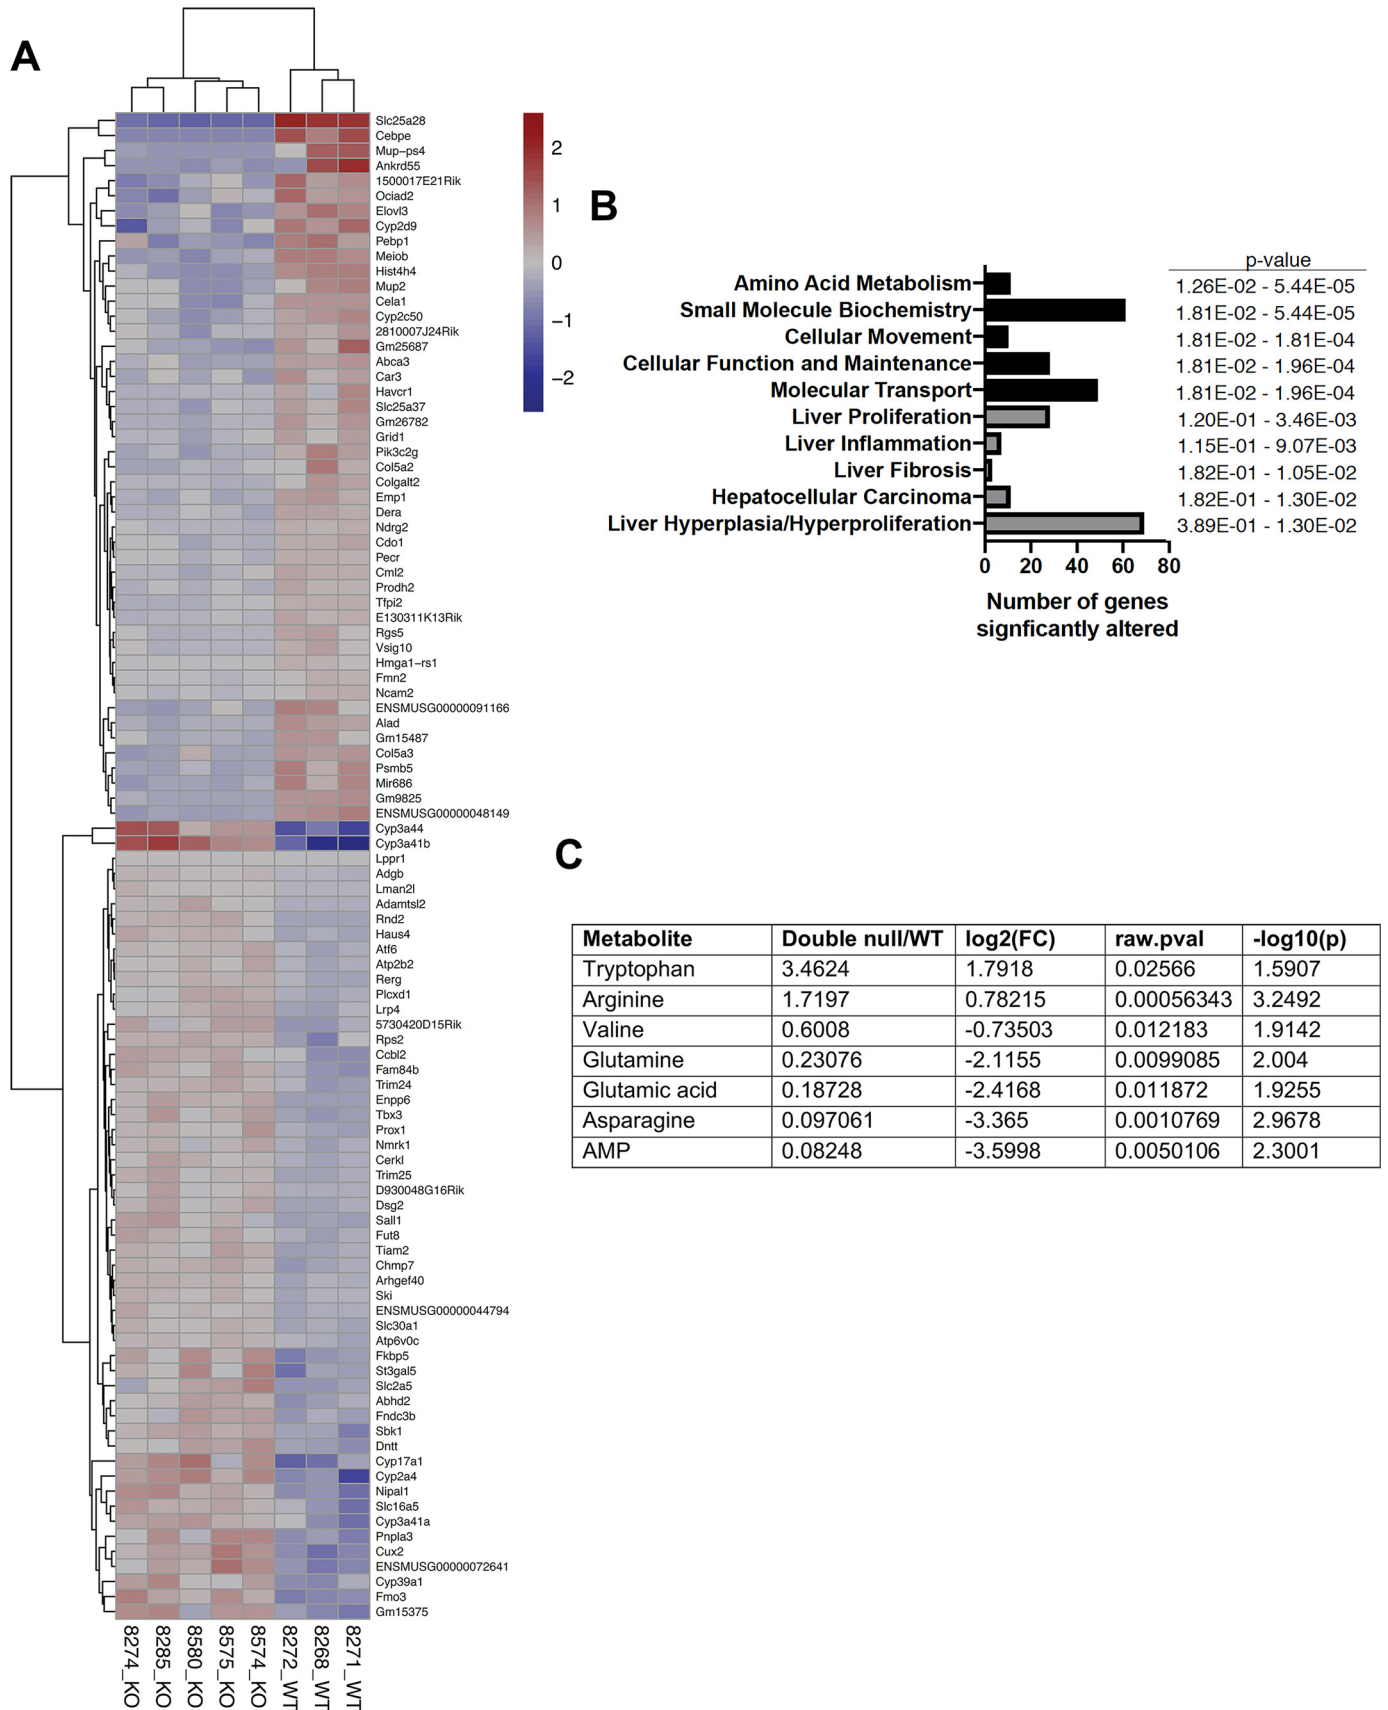 A
Slc25a28
Cebpe
Mup-ps4
Ankrd55
1500017E21Rik
Ociad2
Elovl3
Cyp2d9
Pebp1
Meiob
Hist4h4
Mup2
Cela1
Cyp2c50
2810007J24Rik
Gm25687
Abca3
Car3
Havcr1
Slc25a37
Gm26782
Grid1
Pik3c2g
Col5a2
Colgalt2
Emp1
Dera
Ndrg2
Cdo1
Pecr
Cml2
Prodh2
Tfpi2
E130311K13Rik
Rgs5
Vsig10
Hmga1-rs1
Fmn2
Ncam2
ENSMUSG00000091166
Alad
Gm15487
Col5a3
Psmb5
Mir686
Gm9825
ENSMUSG00000048149
Cyp3a44
Cyp3a41b
Lppr1
Adgb
Lman2l
Adamtsl2
Rnd2
Haus4
Atf6
Atp2b2
Rerg
Plcxd1
Lrp4
5730420D15Rik
Rps2
Ccbl2
Fam84b
Trim24
Enpp6
Tbx3
Prox1
Nmrk1
Cerkl
Trim25
D930048G16Rik
Dsg2
Sall1
Fut8
Tiam2
Chmp7
Arhgef40
Ski
ENSMUSG00000044794
Slc30a1
Atp6v0c
Fkbp5
St3gal5
Slc2a5
Abhd2
Fndc3b
Sbk1
Dntt
Cyp17a1
Cyp2a4
Nipal1
Slc16a5
Cyp3a41a
Pnpla3
Cux2
ENSMUSG00000072641
Cyp39a1
Fmo3
Gm15375
8274_KO
8285_KO
8580_KO
8575_KO
8574_KO
8272_WT
8268_WT
8271_WT
2
1
0
−1
−2
B
p-value
Amino Acid Metabolism 1.26E-02 - 5.44E-05
Small Molecule Biochemistry 1.81E-02 - 5.44E-05
Cellular Movement 1.81E-02 - 1.81E-04
Cellular Function and Maintenance 1.81E-02 - 1.96E-04
Molecular Transport 1.81E-02 - 1.96E-04
Liver Proliferation 1.20E-01 - 3.46E-03
Liver Inflammation 1.15E-01 - 9.07E-03
Liver Fibrosis 1.82E-01 - 1.05E-02
Hepatocellular Carcinoma 1.82E-01 - 1.30E-02
Liver Hyperplasia/Hyperproliferation 3.89E-01 - 1.30E-02
0 20 40 60 80
Number of genes
signficantly altered
C
Metabolite Double null/WT log2(FC) raw.pval -log10(p)
Tryptophan 3.4624 1.7918 0.02566 1.5907
Arginine 1.7197 0.78215 0.00056343 3.2492
Valine 0.6008 -0.73503 0.012183 1.9142
Glutamine 0.23076 -2.1155 0.0099085 2.004
Glutamic acid 0.18728 -2.4168 0.011872 1.9255
Asparagine 0.097061 -3.365 0.0010769 2.9678
AMP 0.08248 -3.5998 0.0050106 2.3001